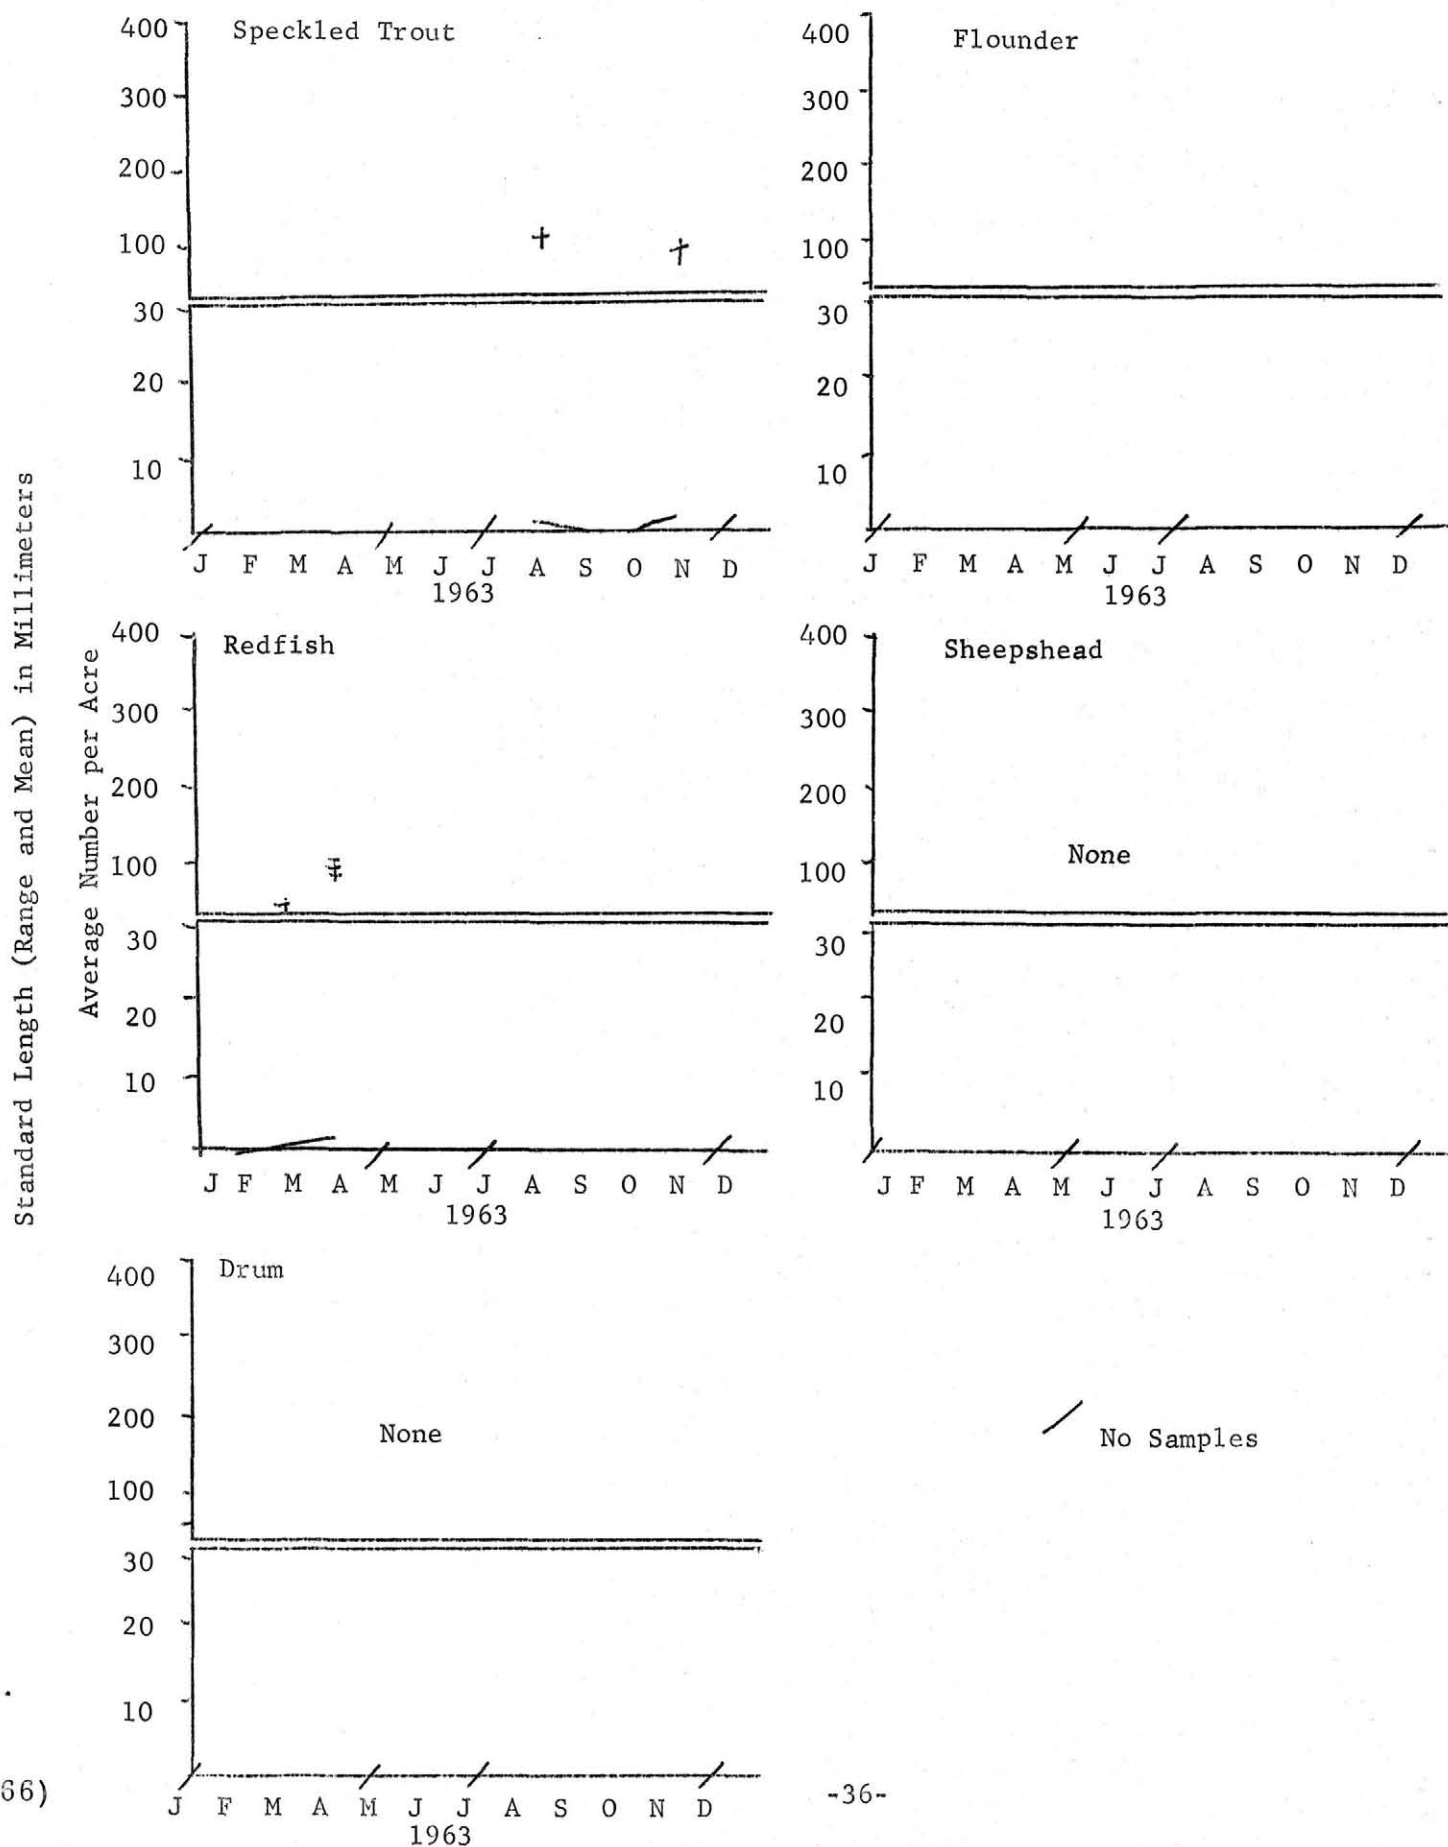 Standard Length (Range and Mean) in Millimeters
Average Number per Acre
Speckled Trout
400
300
200
100
30
20
10
J F M A M J J A S O N D
1963
Flounder
400
300
200
100
30
20
10
J F M A M J J A S O N D
1963
Redfish
400
300
200
100
30
20
10
J F M A M J J A S O N D
1963
Sheepshead
400
300
200
100
None
30
20
10
J F M A M J J A S O N D
1963
Drum
400
300
200
100
None
30
20
10
J F M A M J J A S O N D
1963
No Samples
66)
-36-